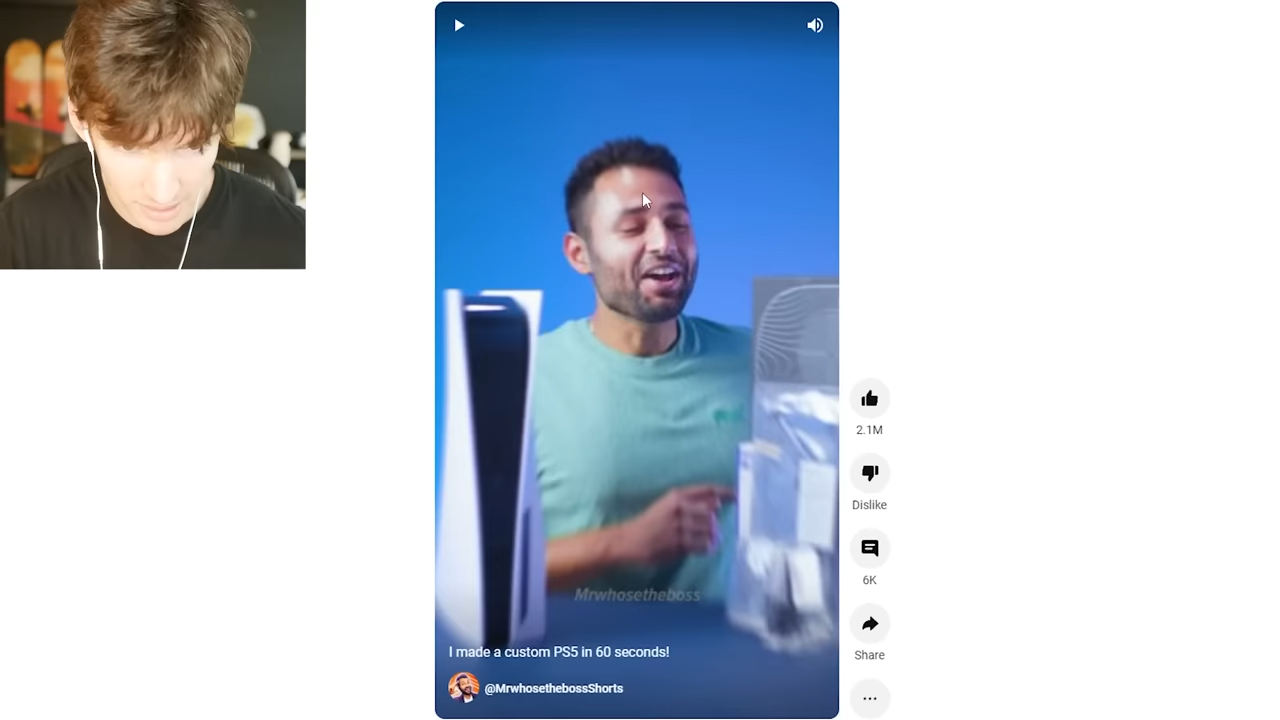 2.1M
Dislike
6K
Share
Mrwhosetheboss
I made a custom PS5 in 60 seconds!
@MrwhosethebossShorts